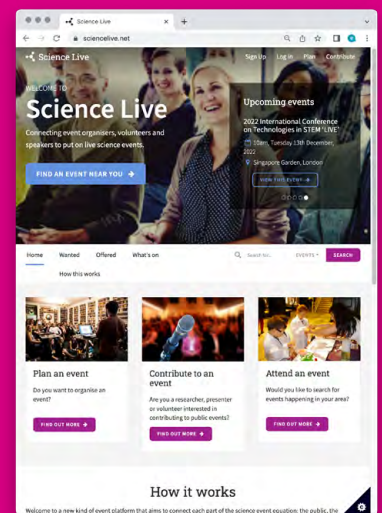 Science Live
sciencelive.net
Science Live
Sign Up Log in Plan Contribute
WELCOME TO
Science Live
Connecting event organisers, volunteers and
speakers to put on live science events.
FIND AN EVENT NEAR YOU →
Upcoming events
2022 International Conference
on Technologies in STEM 'LIVE'
10am, Tuesday 13th December,
2022
Singapore Garden, London
VIEW THIS EVENT →
Home Wanted Offered What's on
How this works
Search for...
EVENTS
SEARCH
Plan an event
Do you want to organise an
event?
FIND OUT MORE →
Contribute to an
event
Are you a researcher, presenter
or volunteer interested in
contributing to public events?
FIND OUT MORE →
Attend an event
Would you like to search for
events happening in your area?
FIND OUT MORE →
How it works
Welcome to a new kind of event platform that aims to connect each part of the science event equation: the public, the